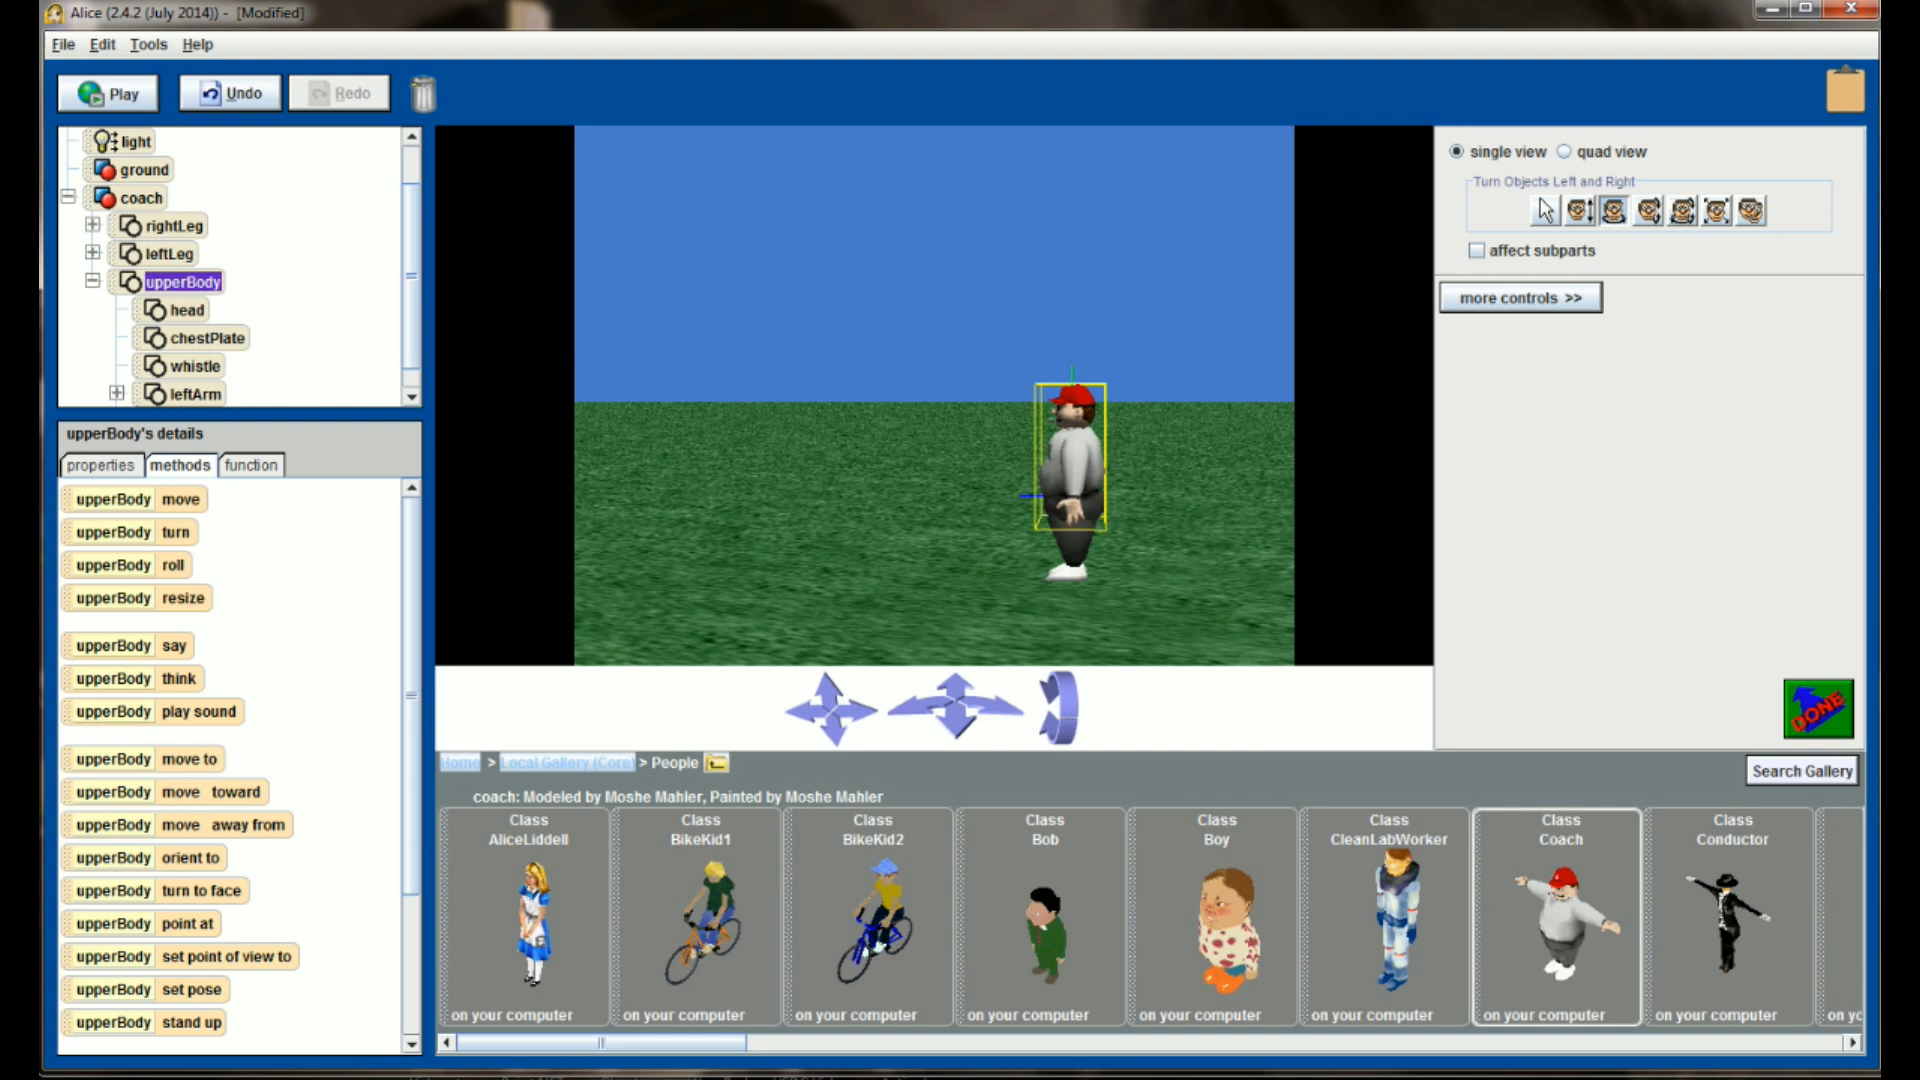 Alice (2.4.2 (July 2014)) - [Modified]
File Edit Tools Help
Play Undo Redo
light
ground
coach
rightLeg
leftLeg
upperBody
head
chestPlate
whistle
leftArm
upperBody's details
properties methods function
upperBody move
upperBody turn
upperBody roll
upperBody resize
upperBody say
upperBody think
upperBody play sound
upperBody move to
upperBody move toward
upperBody move away from
upperBody orient to
upperBody turn to face
upperBody point at
upperBody set point of view to
upperBody set pose
upperBody stand up
single view quad view
Turn Objects Left and Right
affect subparts
more controls >>
DONE
Home > Local Gallery (Core) > People
Search Gallery
coach: Modeled by Moshe Mahler, Painted by Moshe Mahler
Class AliceLiddell
on your computer
Class BikeKid1
on your computer
Class BikeKid2
on your computer
Class Bob
on your computer
Class Boy
on your computer
Class CleanLabWorker
on your computer
Class Coach
on your computer
Class Conductor
on your computer
on yc